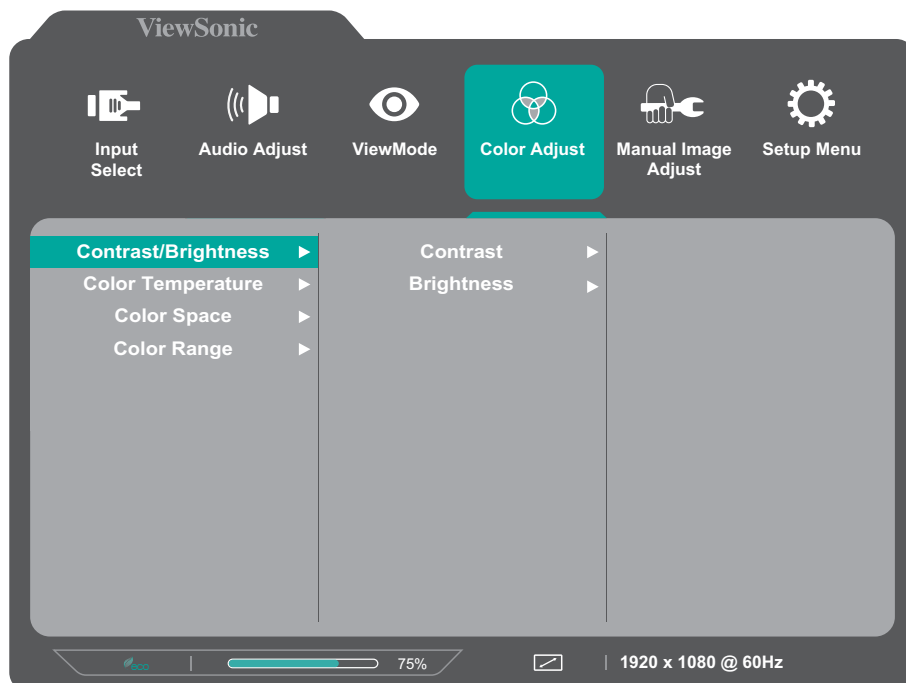 ViewSonic
Input Select
Audio Adjust
ViewMode
Color Adjust
Manual Image Adjust
Setup Menu
Contrast/Brightness
Color Temperature
Color Space
Color Range
Contrast
Brightness
eco
75%
1920 x 1080 @ 60Hz